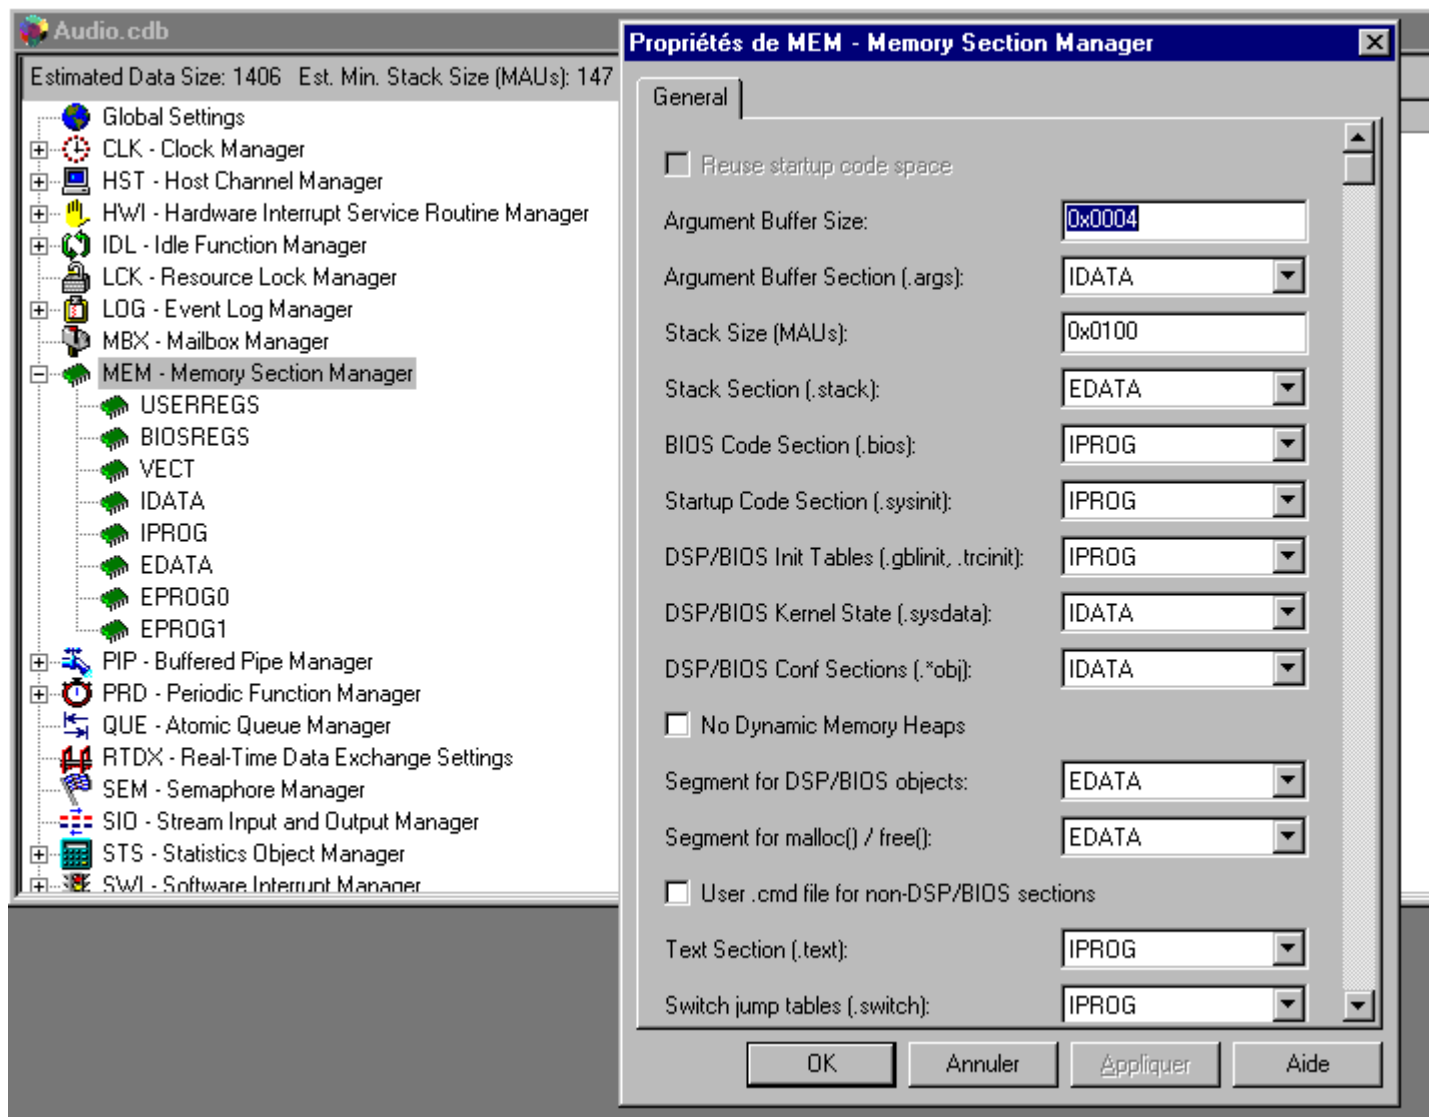 Audio.cdb
Estimated Data Size: 1406 Est. Min. Stack Size (MAUs): 147
Global Settings
CLK - Clock Manager
HST - Host Channel Manager
HWI - Hardware Interrupt Service Routine Manager
IDL - Idle Function Manager
LCK - Resource Lock Manager
LOG - Event Log Manager
MBX - Mailbox Manager
MEM - Memory Section Manager
USERREGS
BIOSREGS
VECT
IDATA
IPROG
EDATA
EPROG0
EPROG1
PIP - Buffered Pipe Manager
PRD - Periodic Function Manager
QUE - Atomic Queue Manager
RTDX - Real-Time Data Exchange Settings
SEM - Semaphore Manager
SIO - Stream Input and Output Manager
STS - Statistics Object Manager
SWI - Software Interrupt Manager
Propriétés de MEM - Memory Section Manager
General
Reuse startup code space
Argument Buffer Size: 0x0004
Argument Buffer Section (.args): IDATA
Stack Size (MAUs): 0x0100
Stack Section (.stack): EDATA
BIOS Code Section (.bios): IPROG
Startup Code Section (.sysinit): IPROG
DSP/BIOS Init Tables (.gblinit, .trcinit): IPROG
DSP/BIOS Kernel State (.sysdata): IDATA
DSP/BIOS Conf Sections (.*obj): IDATA
No Dynamic Memory Heaps
Segment for DSP/BIOS objects: EDATA
Segment for malloc() / free(): EDATA
User .cmd file for non-DSP/BIOS sections
Text Section (.text): IPROG
Switch jump tables (.switch): IPROG
OK Annuler Appliquer Aide